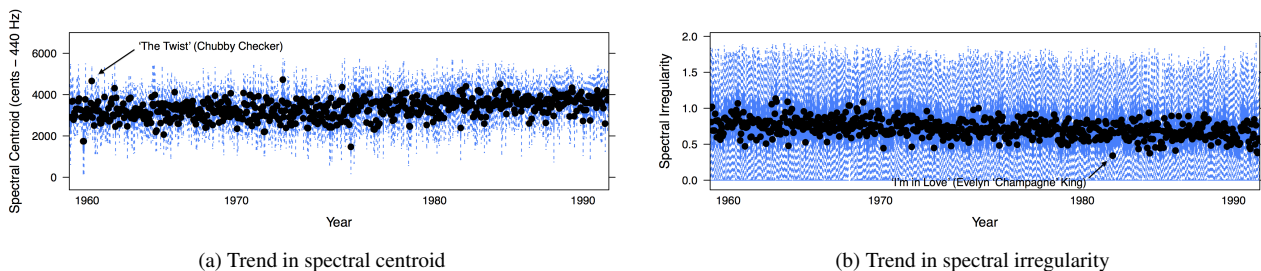 Spectral Centroid (cents – 440 Hz)
6000
4000
2000
0
'The Twist' (Chubby Checker)
1960 1970 1980 1990
Year
(a) Trend in spectral centroid
Spectral Irregularity
2.0
1.5
1.0
0.5
0.0
'I'm in Love' (Evelyn 'Champagne' King)
1960 1970 1980 1990
Year
(b) Trend in spectral irregularity